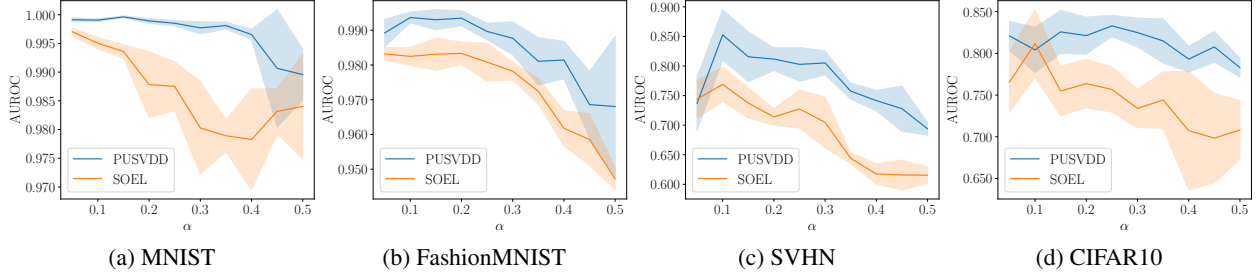 1.000
0.995
0.990
0.985
0.980
0.975
0.970
AUROC
PUSVDD
SOEL
0.1 0.2 0.3 0.4 0.5
α
(a) MNIST
0.990
0.980
0.970
0.960
0.950
AUROC
PUSVDD
SOEL
0.1 0.2 0.3 0.4 0.5
α
(b) FashionMNIST
0.900
0.850
0.800
0.750
0.700
0.650
0.600
AUROC
PUSVDD
SOEL
0.1 0.2 0.3 0.4 0.5
α
(c) SVHN
0.850
0.800
0.750
0.700
0.650
AUROC
PUSVDD
SOEL
0.1 0.2 0.3 0.4 0.5
α
(d) CIFAR10